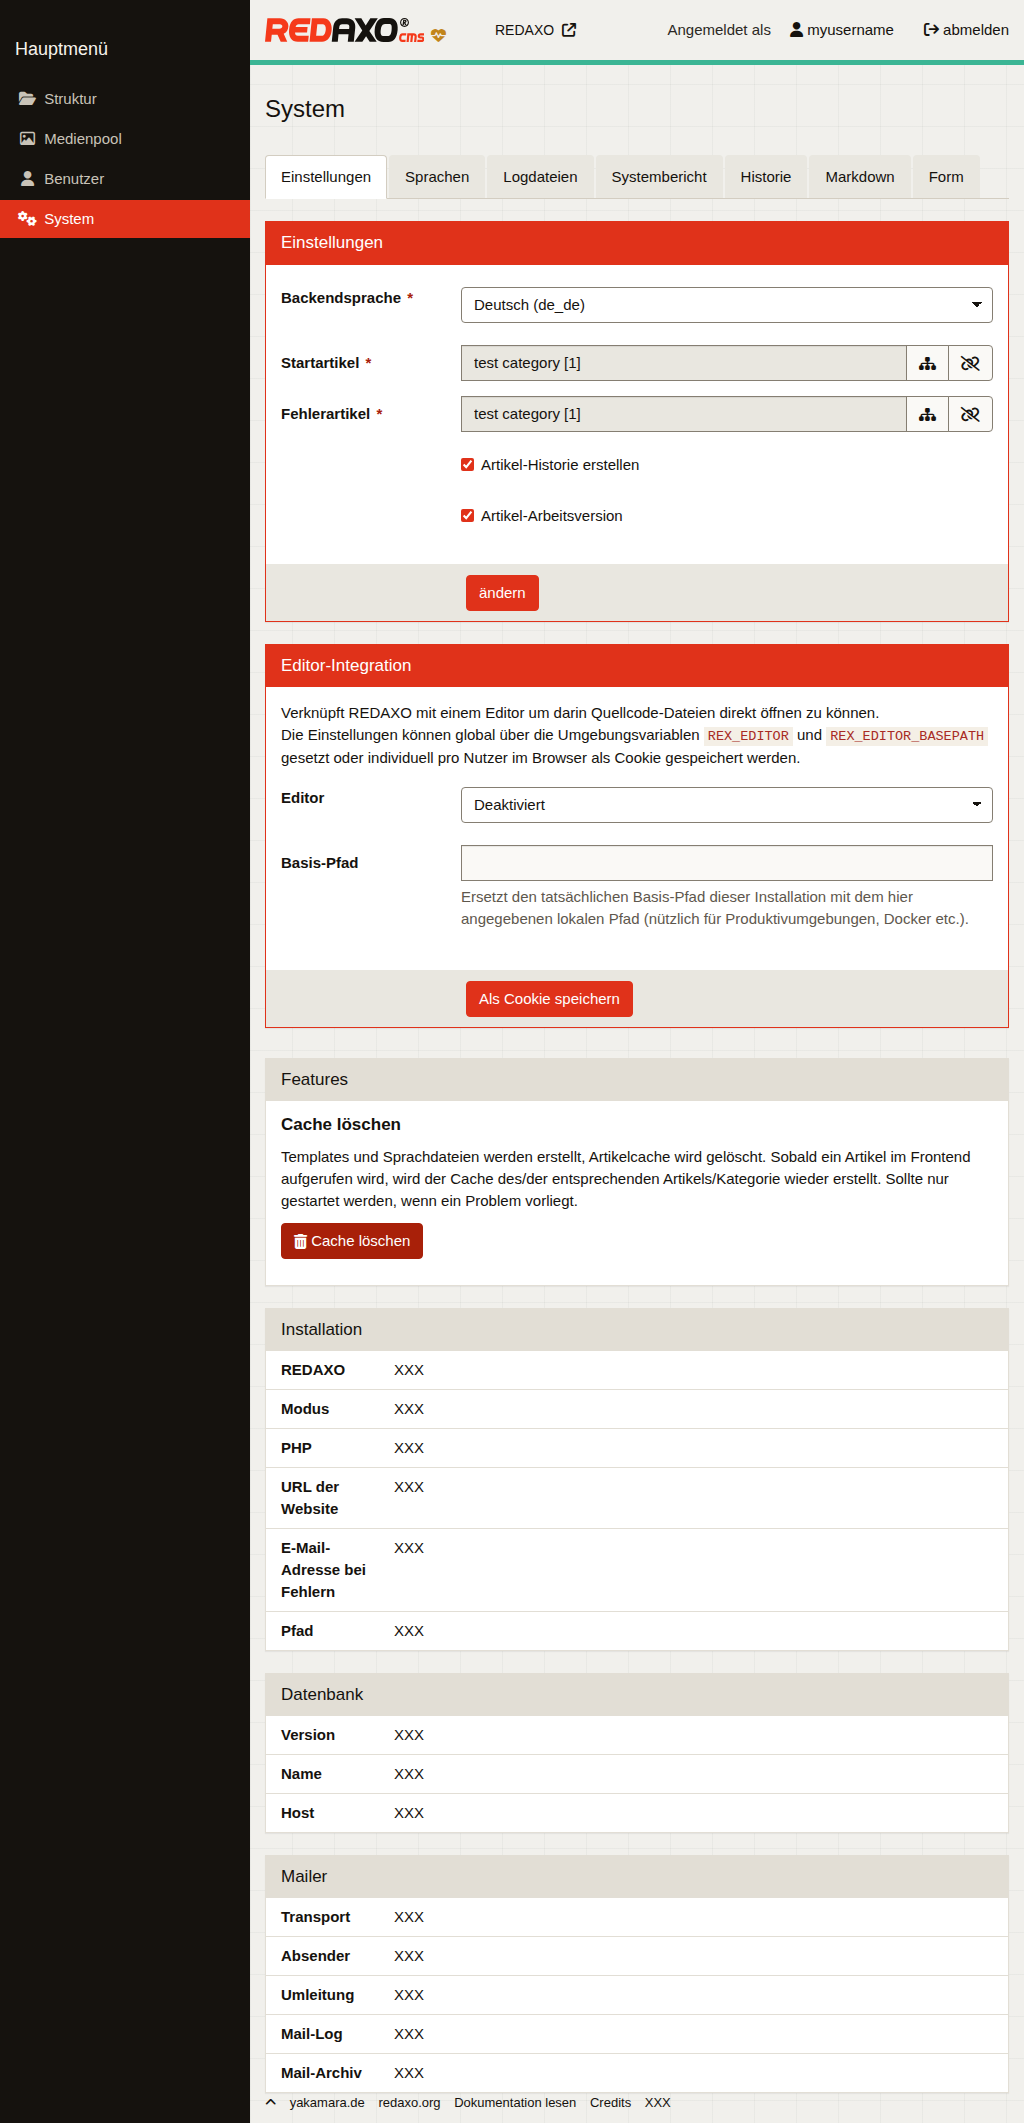 Hauptmenü
Struktur
Medienpool
Benutzer
System
REDAXO® cms
REDAXO
Angemeldet als myusername abmelden
System
Einstellungen Sprachen Logdateien Systembericht Historie Markdown Form
Einstellungen
Backendsprache * Deutsch (de_de)
Startartikel * test category [1]
Fehlerartikel * test category [1]
Artikel-Historie erstellen
Artikel-Arbeitsversion
ändern
Editor-Integration
Verknüpft REDAXO mit einem Editor um darin Quellcode-Dateien direkt öffnen zu können.
Die Einstellungen können global über die Umgebungsvariablen REX_EDITOR und REX_EDITOR_BASEPATH
gesetzt oder individuell pro Nutzer im Browser als Cookie gespeichert werden.
Editor Deaktiviert
Basis-Pfad
Ersetzt den tatsächlichen Basis-Pfad dieser Installation mit dem hier
angegebenen lokalen Pfad (nützlich für Produktivumgebungen, Docker etc.).
Als Cookie speichern
Features
Cache löschen
Templates und Sprachdateien werden erstellt, Artikelcache wird gelöscht. Sobald ein Artikel im Frontend
aufgerufen wird, wird der Cache des/der entsprechenden Artikels/Kategorie wieder erstellt. Sollte nur
gestartet werden, wenn ein Problem vorliegt.
Cache löschen
Installation
REDAXO XXX
Modus XXX
PHP XXX
URL der XXX
Website
E-Mail- XXX
Adresse bei
Fehlern
Pfad XXX
Datenbank
Version XXX
Name XXX
Host XXX
Mailer
Transport XXX
Absender XXX
Umleitung XXX
Mail-Log XXX
Mail-Archiv XXX
yakamara.de redaxo.org Dokumentation lesen Credits XXX